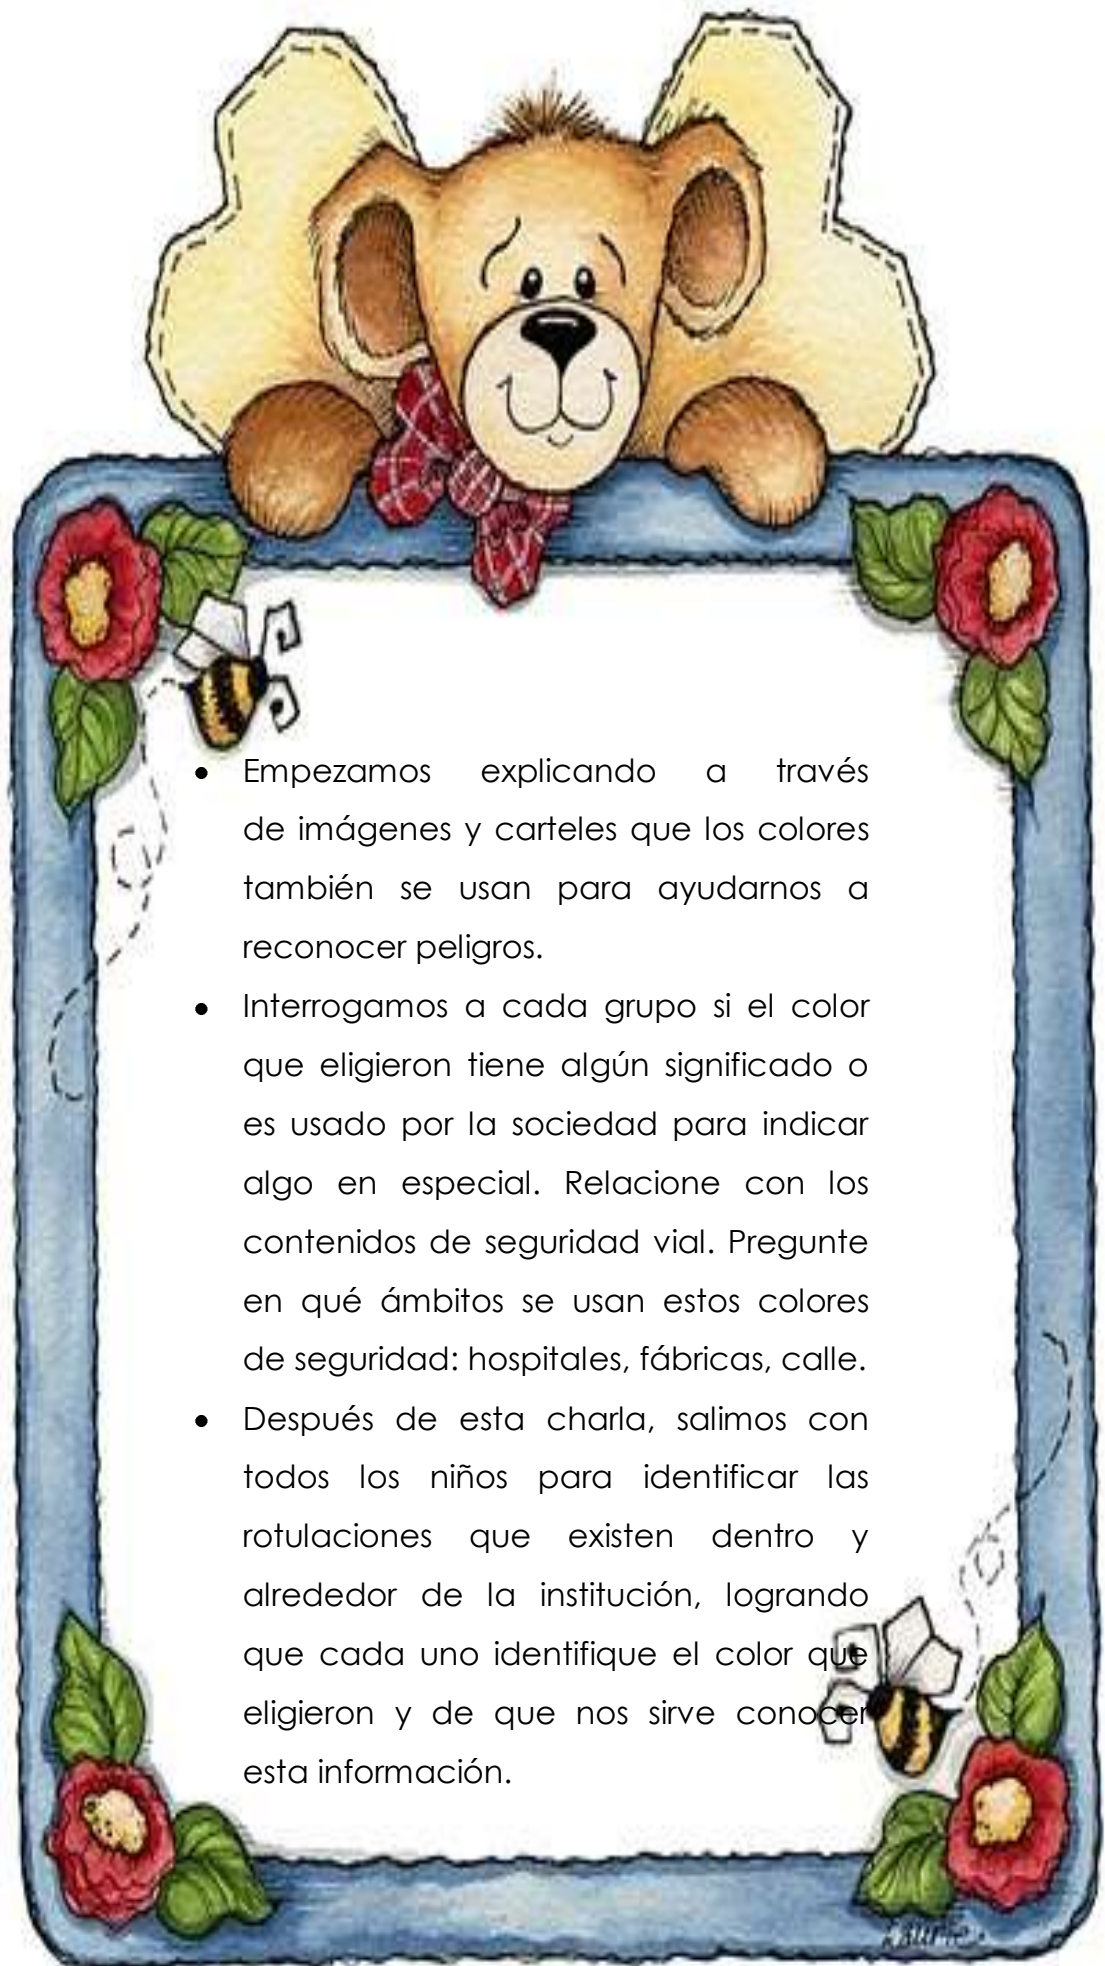 • Empezamos explicando a través
de imágenes y carteles que los colores
también se usan para ayudarnos a
reconocer peligros.
• Interrogamos a cada grupo si el color
que eligieron tiene algún significado o
es usado por la sociedad para indicar
algo en especial. Relacione con los
contenidos de seguridad vial. Pregunte
en qué ámbitos se usan estos colores
de seguridad: hospitales, fábricas, calle.
• Después de esta charla, salimos con
todos los niños para identificar las
rotulaciones que existen dentro y
alrededor de la institución, logrando
que cada uno identifique el color que
eligieron y de que nos sirve conocer
esta información.